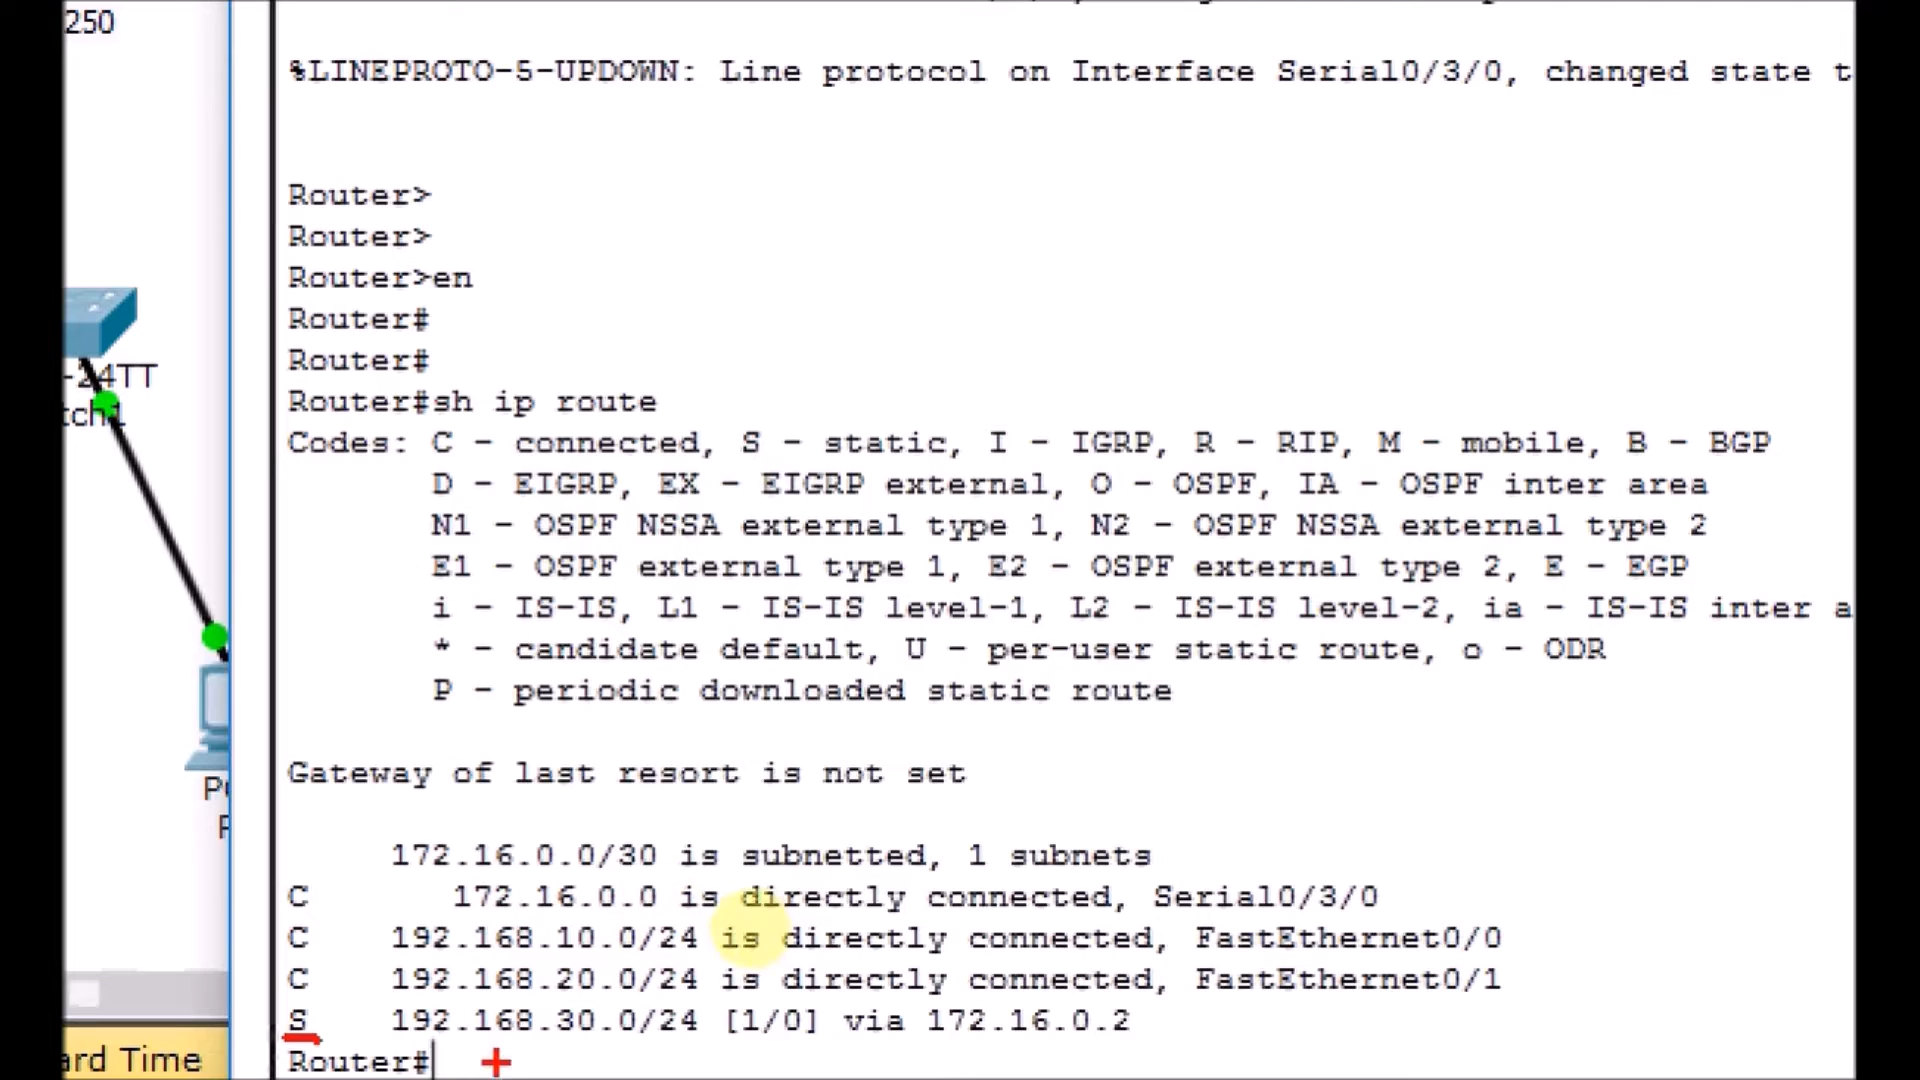 250
%LINEPROTO-5-UPDOWN: Line protocol on Interface Serial0/3/0, changed state t
Router>
Router>
Router>en
Router#
Router#
Router#sh ip route
Codes: C - connected, S - static, I - IGRP, R - RIP, M - mobile, B - BGP
D - EIGRP, EX - EIGRP external, O - OSPF, IA - OSPF inter area
N1 - OSPF NSSA external type 1, N2 - OSPF NSSA external type 2
E1 - OSPF external type 1, E2 - OSPF external type 2, E - EGP
i - IS-IS, L1 - IS-IS level-1, L2 - IS-IS level-2, ia - IS-IS inter a
* - candidate default, U - per-user static route, o - ODR
P - periodic downloaded static route
Gateway of last resort is not set
172.16.0.0/30 is subnetted, 1 subnets
C 172.16.0.0 is directly connected, Serial0/3/0
C 192.168.10.0/24 is directly connected, FastEthernet0/0
C 192.168.20.0/24 is directly connected, FastEthernet0/1
S 192.168.30.0/24 [1/0] via 172.16.0.2
Router#
-24TT
tch1
P
ard Time